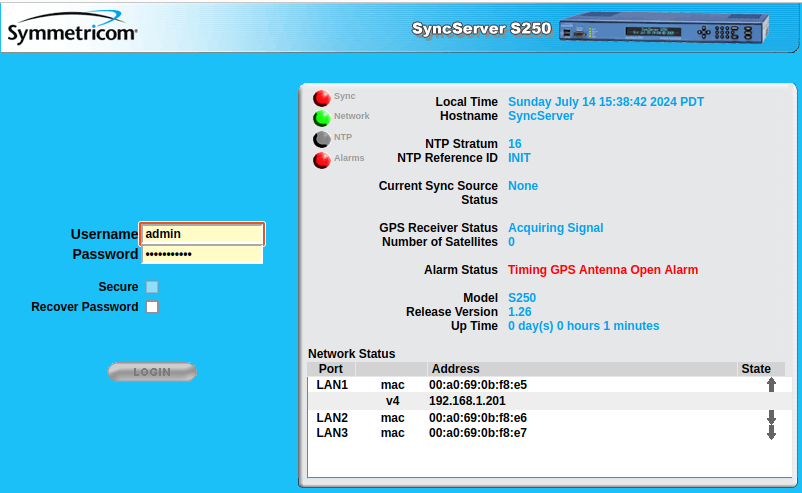 Symmetricom®
SyncServer S250
Sync
Network
NTP
Alarms
Local Time Sunday July 14 15:38:42 2024 PDT
Hostname SyncServer
NTP Stratum 16
NTP Reference ID INIT
Current Sync Source None
Status
GPS Receiver Status Acquiring Signal
Number of Satellites 0
Alarm Status Timing GPS Antenna Open Alarm
Model S250
Release Version 1.26
Up Time 0 day(s) 0 hours 1 minutes
Username admin
Password •••••••••••
Secure
Recover Password
LOGIN
Network Status
Port Address State
LAN1 mac 00:a0:69:0b:f8:e5
v4 192.168.1.201
LAN2 mac 00:a0:69:0b:f8:e6
LAN3 mac 00:a0:69:0b:f8:e7